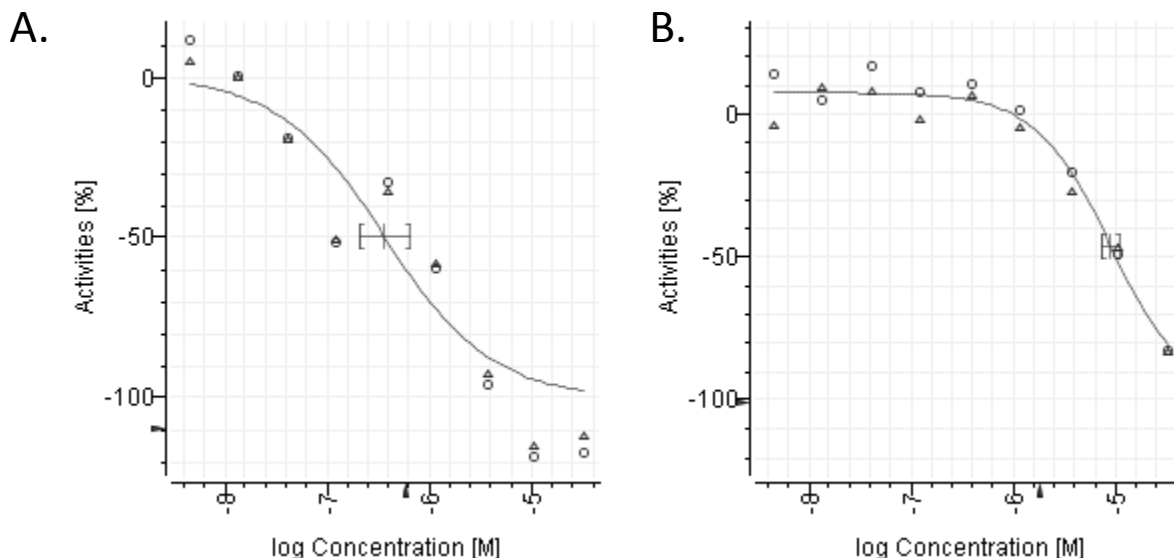 A.
0
-50
-100
Activities [%]
-8
-7
-6
-5
log Concentration [M]
B.
0
-50
-100
Activities [%]
-8
-7
-6
-5
log Concentration [M]